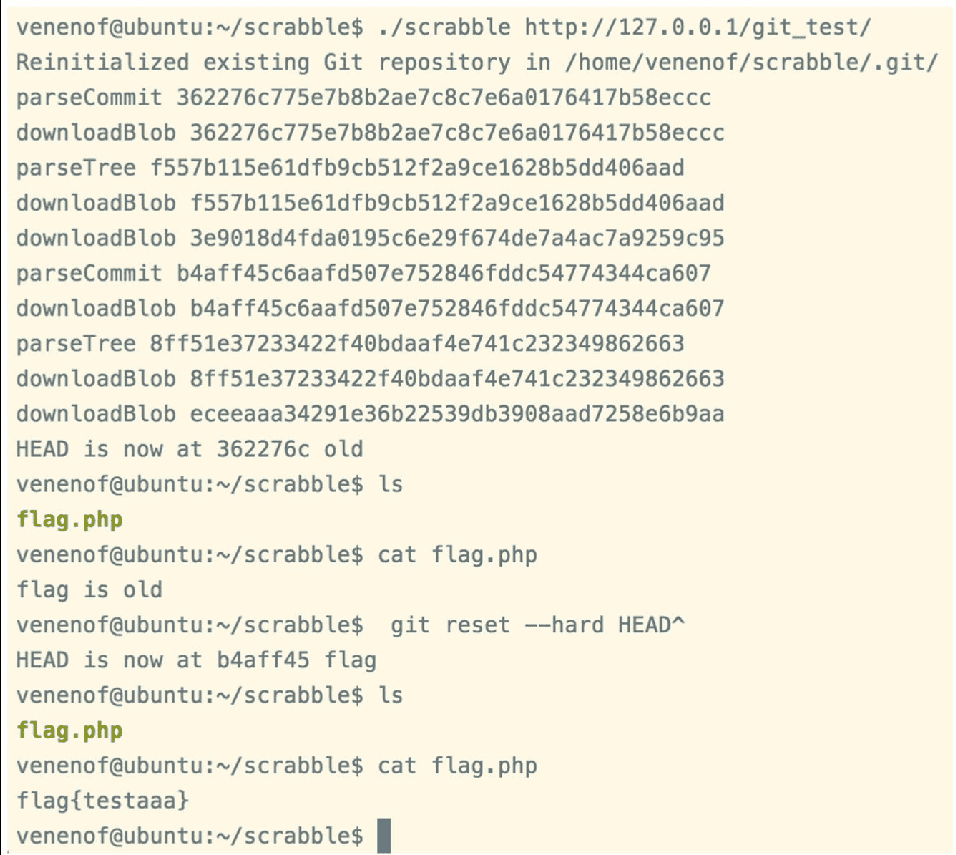 venenof@ubuntu:~/scrabble$ ./scrabble http://127.0.0.1/git_test/
Reinitialized existing Git repository in /home/venenof/scrabble/.git/
parseCommit 362276c775e7b8b2ae7c8c7e6a0176417b58eccc
downloadBlob 362276c775e7b8b2ae7c8c7e6a0176417b58eccc
parseTree f557b115e61dfb9cb512f2a9ce1628b5dd406aad
downloadBlob f557b115e61dfb9cb512f2a9ce1628b5dd406aad
downloadBlob 3e9018d4fda0195c6e29f674de7a4ac7a9259c95
parseCommit b4aff45c6aafd507e752846fddc54774344ca607
downloadBlob b4aff45c6aafd507e752846fddc54774344ca607
parseTree 8ff51e37233422f40bdaaf4e741c232349862663
downloadBlob 8ff51e37233422f40bdaaf4e741c232349862663
downloadBlob eceeaaa34291e36b22539db3908aad7258e6b9aa
HEAD is now at 362276c old
venenof@ubuntu:~/scrabble$ ls
flag.php
venenof@ubuntu:~/scrabble$ cat flag.php
flag is old
venenof@ubuntu:~/scrabble$  git reset --hard HEAD^
HEAD is now at b4aff45 flag
venenof@ubuntu:~/scrabble$ ls
flag.php
venenof@ubuntu:~/scrabble$ cat flag.php
flag{testaaa}
venenof@ubuntu:~/scrabble$